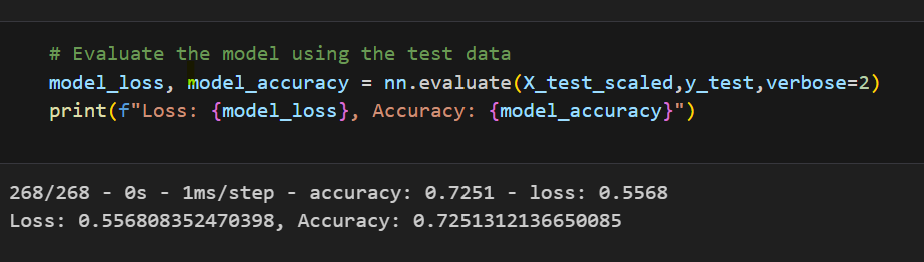 # Evaluate the model using the test data
model_loss, model_accuracy = nn.evaluate(X_test_scaled,y_test,verbose=2)
print(f"Loss: {model_loss}, Accuracy: {model_accuracy}")
268/268 - 0s - 1ms/step - accuracy: 0.7251 - loss: 0.5568
Loss: 0.556808352470398, Accuracy: 0.7251312136650085